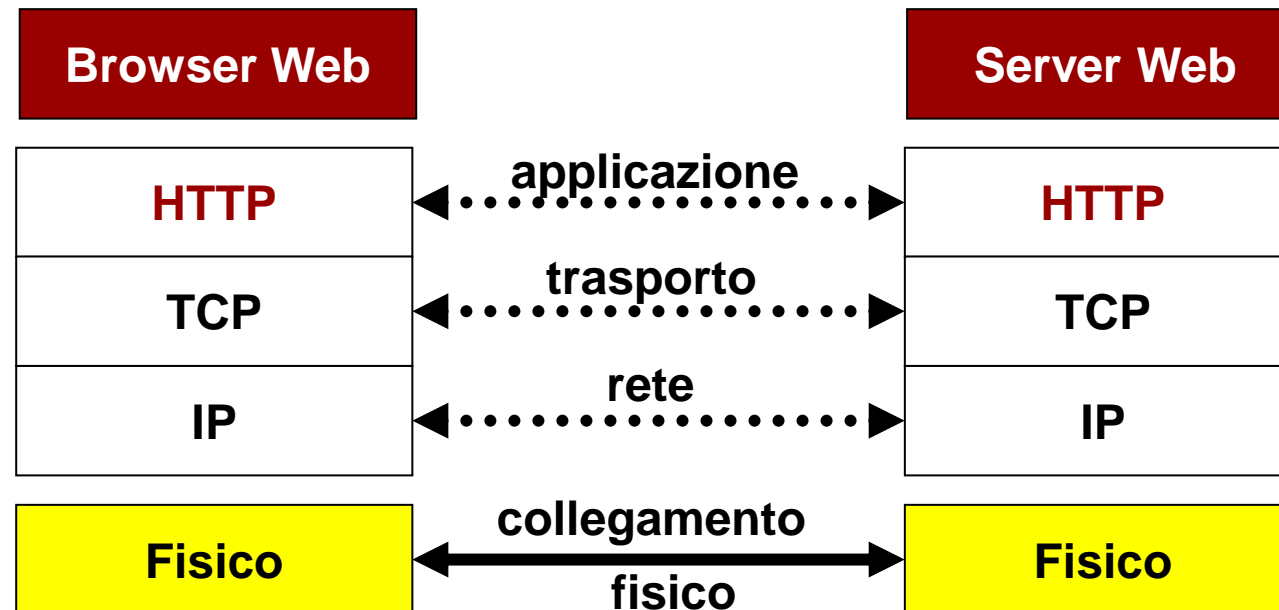 Browser Web
Server Web
HTTP
applicazione
HTTP
TCP
trasporto
TCP
IP
rete
IP
Fisico
collegamento
fisico
Fisico